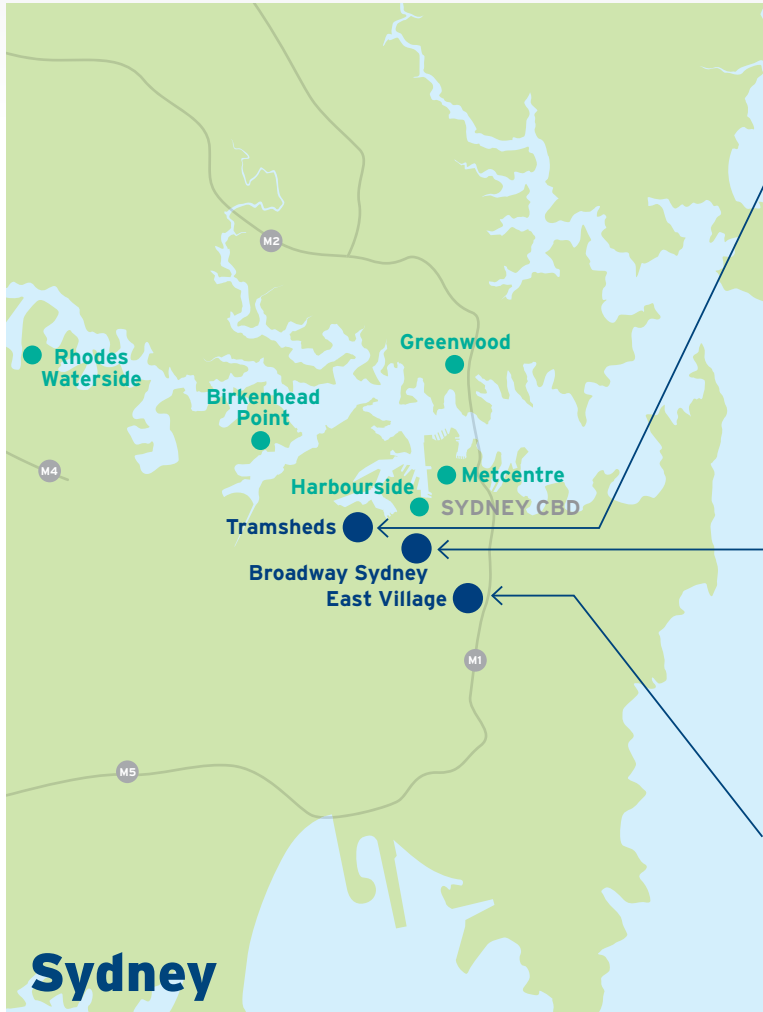 M2
Greenwood
Rhodes
Waterside
Birkenhead
Point
M4
Metcentre
Harbourside
SYDNEY CBD
Tramsheds
Broadway Sydney
East Village
M1
M5
Sydney